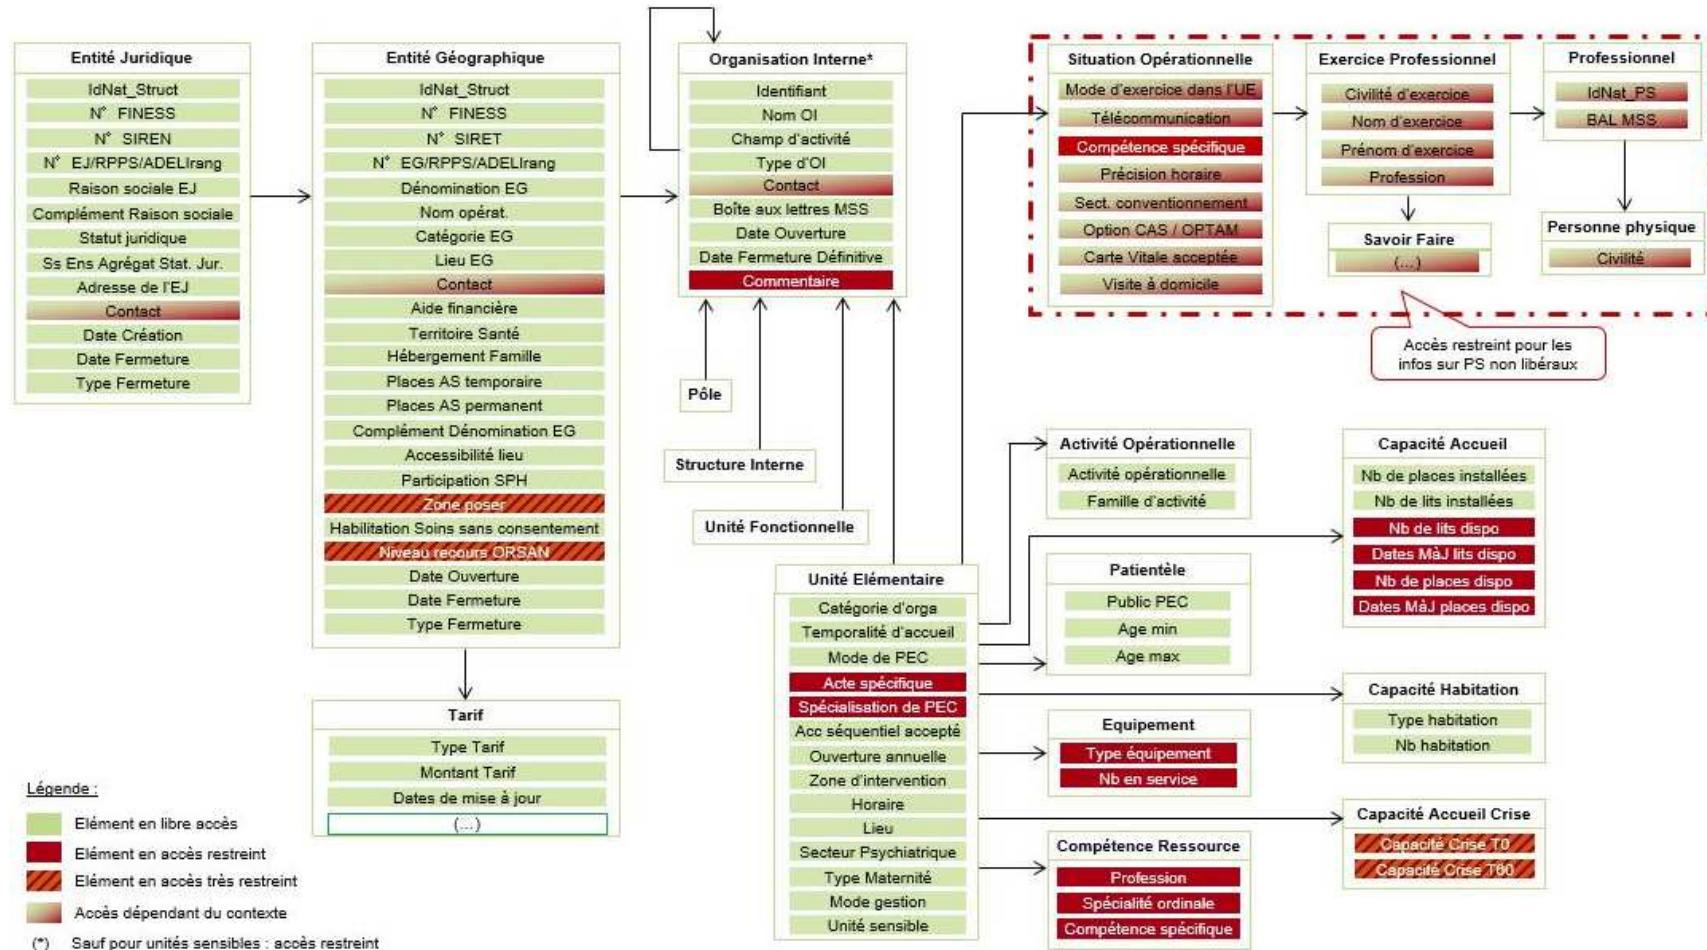 Entité Juridique
IdNat_Struct
N° FINESS
N° SIREN
N° EJ/RPPS/ADELIrang
Raison sociale EJ
Complément Raison sociale
Statut juridique
Ss Ens Agrégat Stat. Jur.
Adresse de l'EJ
Contact
Date Création
Date Fermeture
Type Fermeture
Entité Géographique
IdNat_Struct
N° FINESS
N° SIRET
N° EG/RPPS/ADELIrang
Dénomination EG
Nom opérat.
Catégorie EG
Lieu EG
Contact
Aide financière
Territoire Santé
Hébergement Famille
Places AS temporaire
Places AS permanent
Complément Dénomination EG
Accessibilité lieu
Participation SPH
Zone poser
Habilitation Soins sans consentement
Niveau recours ORSAN
Date Ouverture
Date Fermeture
Type Fermeture
Tarif
Type Tarif
Montant Tarif
Dates de mise à jour
(...)
Organisation Interne*
Identifiant
Nom OI
Champ d'activité
Type d'OI
Contact
Boîte aux lettres MSS
Date Ouverture
Date Fermeture Définitive
Commentaire
Pôle
Structure Interne
Unité Fonctionnelle
Unité Elémentaire
Catégorie d'orga
Temporalité d'accueil
Mode de PEC
Acte spécifique
Spécialisation de PEC
Acc séquentiel accepté
Ouverture annuelle
Zone d'intervention
Horaire
Lieu
Secteur Psychiatrique
Type Maternité
Mode gestion
Unité sensible
Situation Opérationnelle
Mode d'exercice dans l'UE
Télécommunication
Compétence spécifique
Précision horaire
Sect. conventionnement
Option CAS / OPTAM
Carte Vitale acceptée
Visite à domicile
Exercice Professionnel
Civilité d'exercice
Nom d'exercice
Prénom d'exercice
Profession
Savoir Faire
(...)
Professionnel
IdNat_PS
BAL MSS
Personne physique
Civilité
Accès restreint pour les
infos sur PS non libéraux
Activité Opérationnelle
Activité opérationnelle
Famille d'activité
Patientèle
Public PEC
Age min
Age max
Equipement
Type équipement
Nb en service
Compétence Ressource
Profession
Spécialité ordinale
Compétence spécifique
Capacité Accueil
Nb de places installées
Nb de lits installées
Nb de lits dispo
Dates MàJ lits dispo
Nb de places dispo
Dates MàJ places dispo
Capacité Habitation
Type habitation
Nb habitation
Capacité Accueil Crise
Capacité Crise T0
Capacité Crise T60
Légende :
Elément en libre accès
Elément en accès restreint
Elément en accès très restreint
Accès dépendant du contexte
(*) Sauf pour unités sensibles : accès restreint